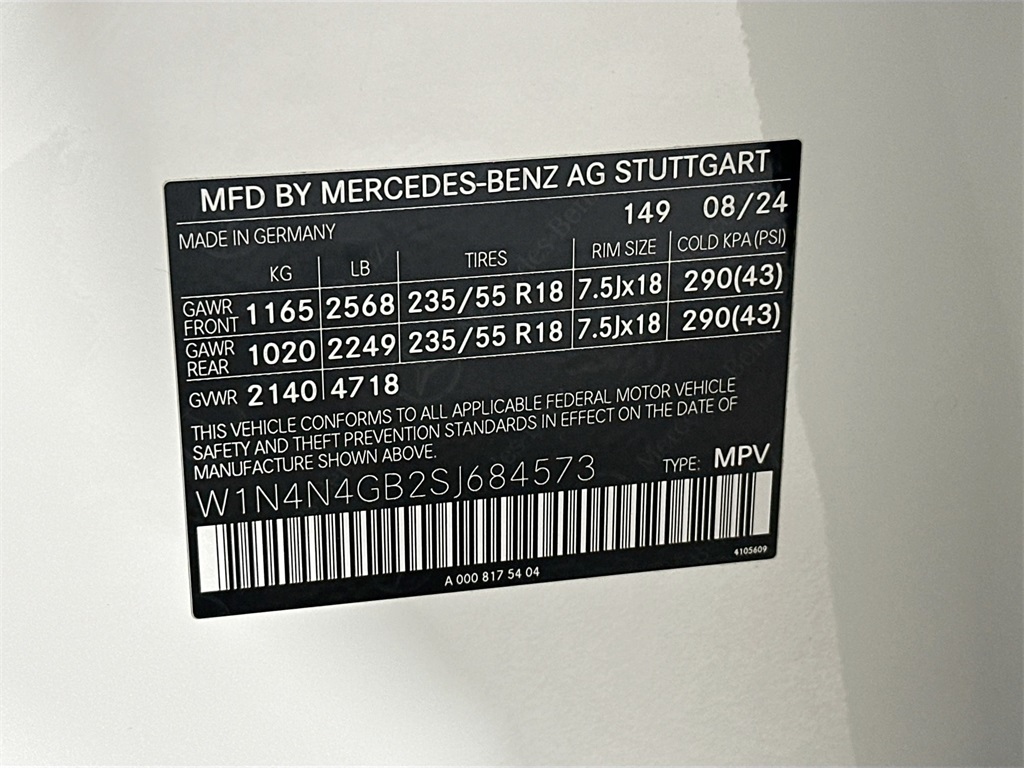 MFD BY MERCEDES-BENZ AG STUTTGART
149 08/24
MADE IN GERMANY
KG LB TIRES RIM SIZE COLD KPA (PSI)
GAWR FRONT 1165 2568 235/55 R18 7.5Jx18 290(43)
GAWR REAR 1020 2249 235/55 R18 7.5Jx18 290(43)
GVWR 2140 4718
THIS VEHICLE CONFORMS TO ALL APPLICABLE FEDERAL MOTOR VEHICLE
SAFETY AND THEFT PREVENTION STANDARDS IN EFFECT ON THE DATE OF
MANUFACTURE SHOWN ABOVE.
W1N4N4GB2SJ684573 TYPE: MPV
4105609
A 000 817 54 04